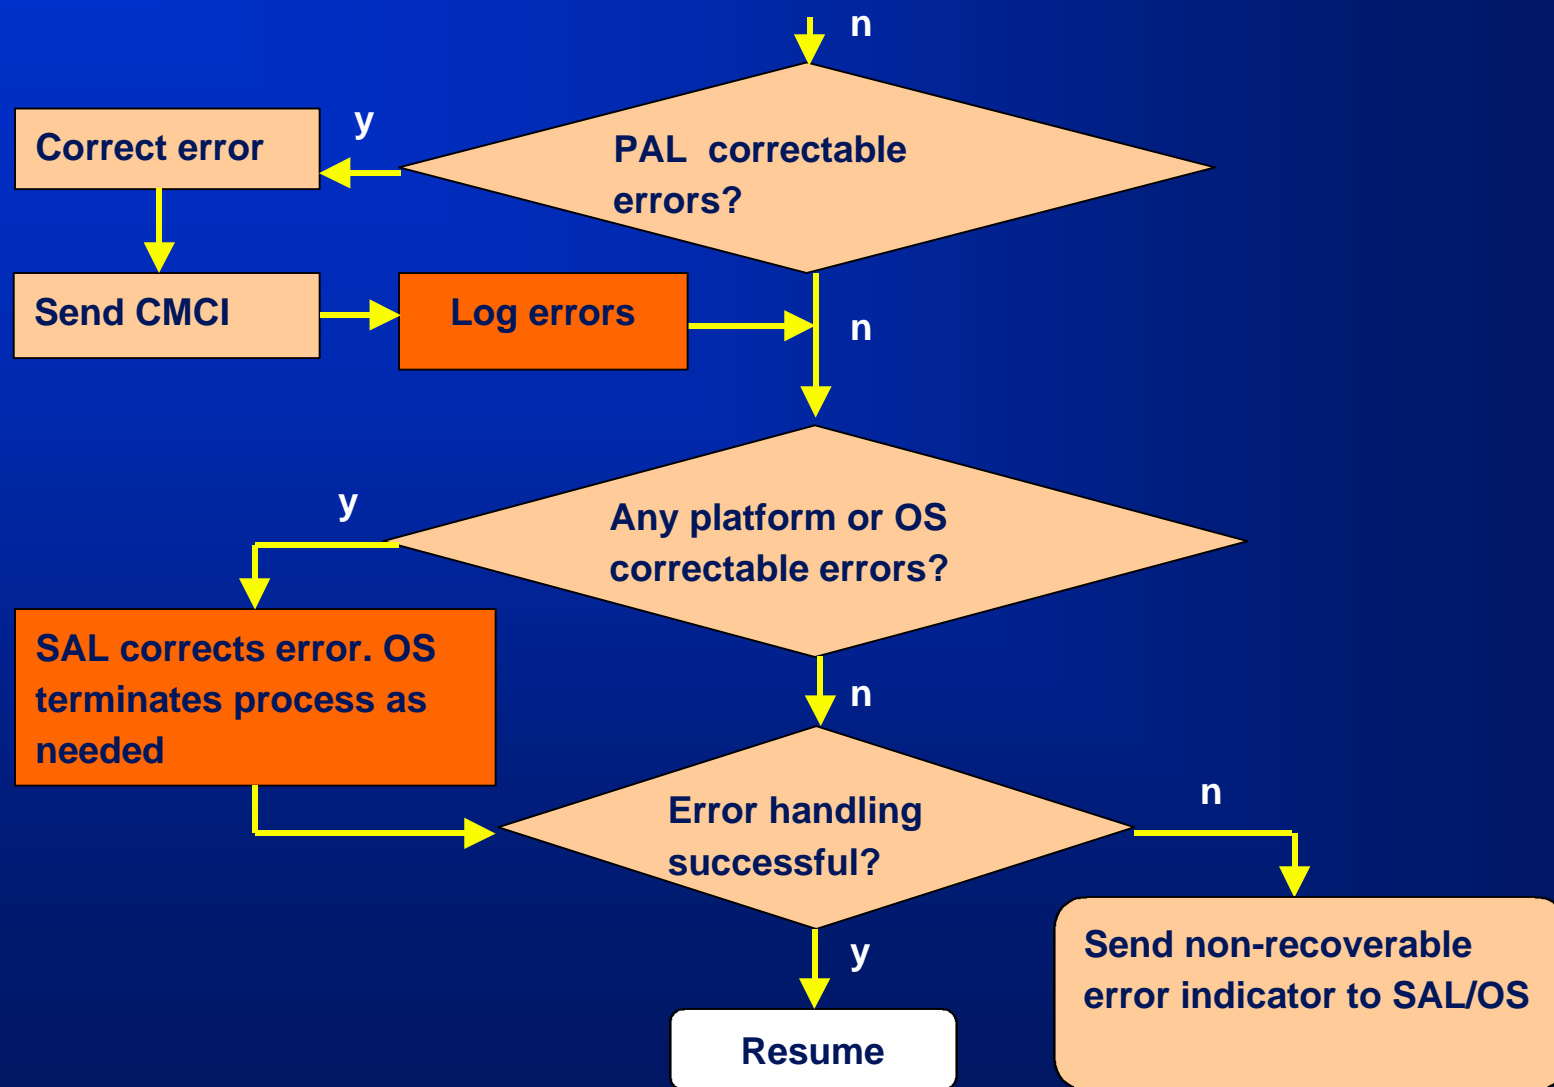 n
PAL correctable
errors?
y
Correct error
Send CMCI
Log errors
n
Any platform or OS
correctable errors?
y
SAL corrects error. OS
terminates process as
needed
n
Error handling
successful?
n
Send non-recoverable
error indicator to SAL/OS
y
Resume